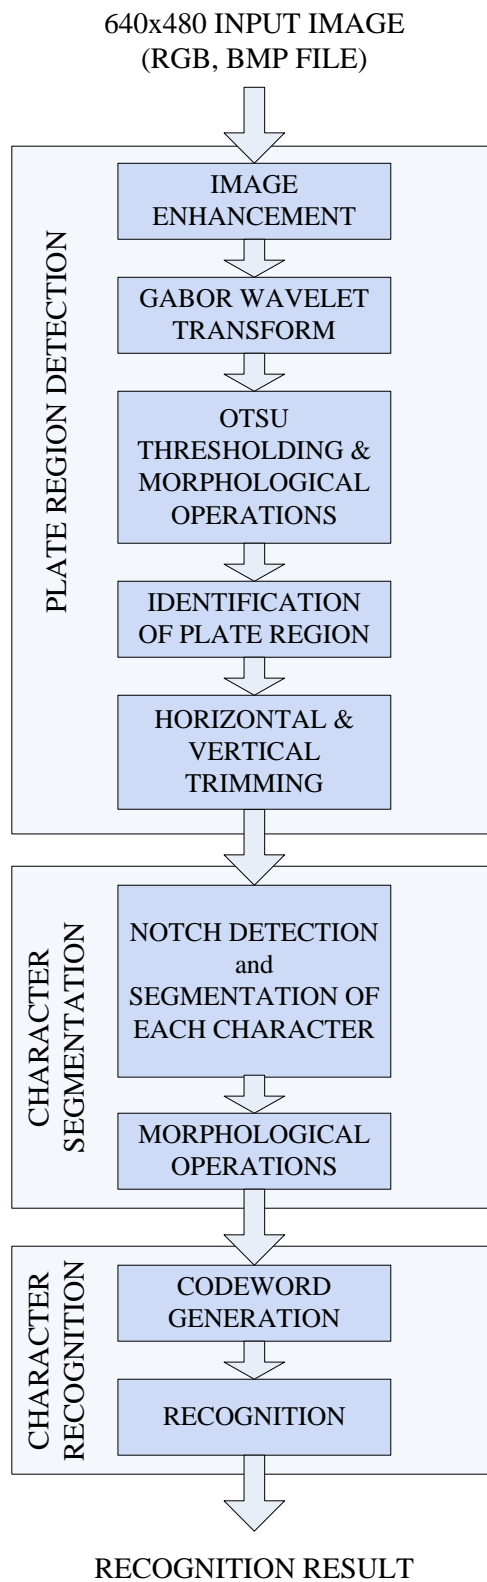 640x480 INPUT IMAGE
(RGB, BMP FILE)
PLATE REGION DETECTION
IMAGE
ENHANCEMENT
GABOR WAVELET
TRANSFORM
OTSU
THRESHOLDING &
MORPHOLOGICAL
OPERATIONS
IDENTIFICATION
OF PLATE REGION
HORIZONTAL &
VERTICAL
TRIMMING
CHARACTER
SEGMENTATION
NOTCH DETECTION
and
SEGMENTATION OF
EACH CHARACTER
MORPHOLOGICAL
OPERATIONS
CHARACTER
RECOGNITION
CODEWORD
GENERATION
RECOGNITION
RECOGNITION RESULT